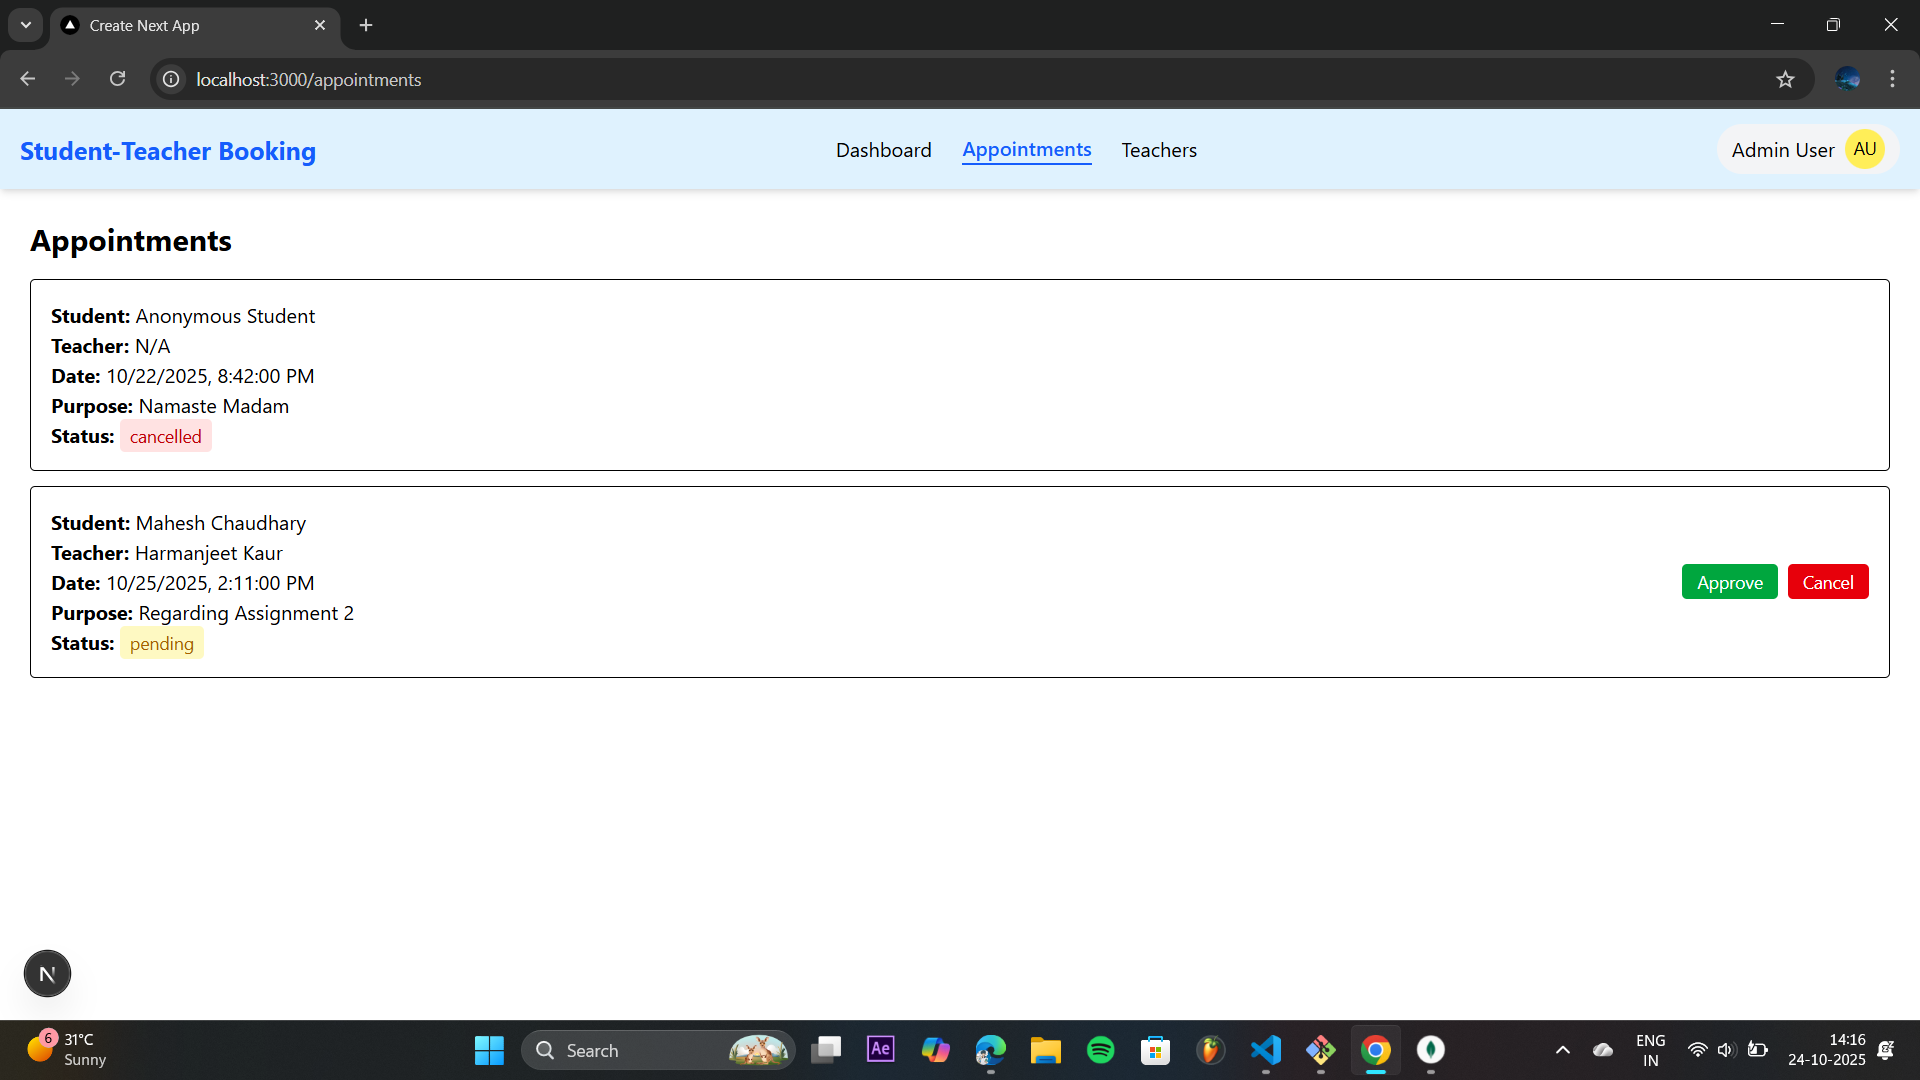 Create Next App
localhost:3000/appointments
Student-Teacher Booking
Dashboard
Appointments
Teachers
Admin User
AU
Appointments
Student: Anonymous Student
Teacher: N/A
Date: 10/22/2025, 8:42:00 PM
Purpose: Namaste Madam
Status: cancelled
Student: Mahesh Chaudhary
Teacher: Harmanjeet Kaur
Date: 10/25/2025, 2:11:00 PM
Purpose: Regarding Assignment 2
Status: pending
Approve
Cancel
N
6
31°C
Sunny
Search
Ae
ENG
IN
14:16
24-10-2025